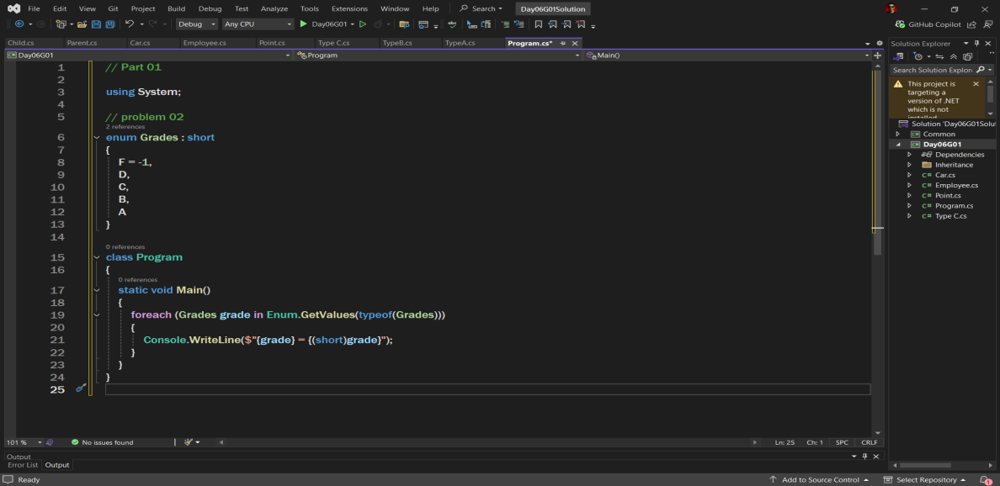 File Edit View Git Project Build Debug Test Analyze Tools Extensions Window Help Search Day06G01Solution
Debug Any CPU Day06G01 GitHub Copilot
Child.cs Parent.cs Car.cs Employee.cs Point.cs Type C.cs TypeB.cs TypeA.cs Program.cs*
Day06G01 Program Main()
1 // Part 01
2
3 using System;
4
5 // problem 02
2 references
6 enum Grades : short
7 {
8 F = -1,
9 D,
10 C,
11 B,
12 A
13 }
14
0 references
15 class Program
16 {
0 references
17 static void Main()
18 {
19 foreach (Grades grade in Enum.GetValues(typeof(Grades)))
20 {
21 Console.WriteLine($"{grade} = {(short)grade}");
22 }
23 }
24 }
25
101 % No issues found Ln: 25 Ch: 1 SPC CRLF
Output
Error List Output
Solution Explorer
Search Solution Explor
This project is
targeting a
version of .NET
which is not
installed
Solution 'Day06G01Solu
Common
Day06G01
Dependencies
Inheritance
Car.cs
Employee.cs
Point.cs
Program.cs
Type C.cs
Ready Add to Source Control Select Repository 1